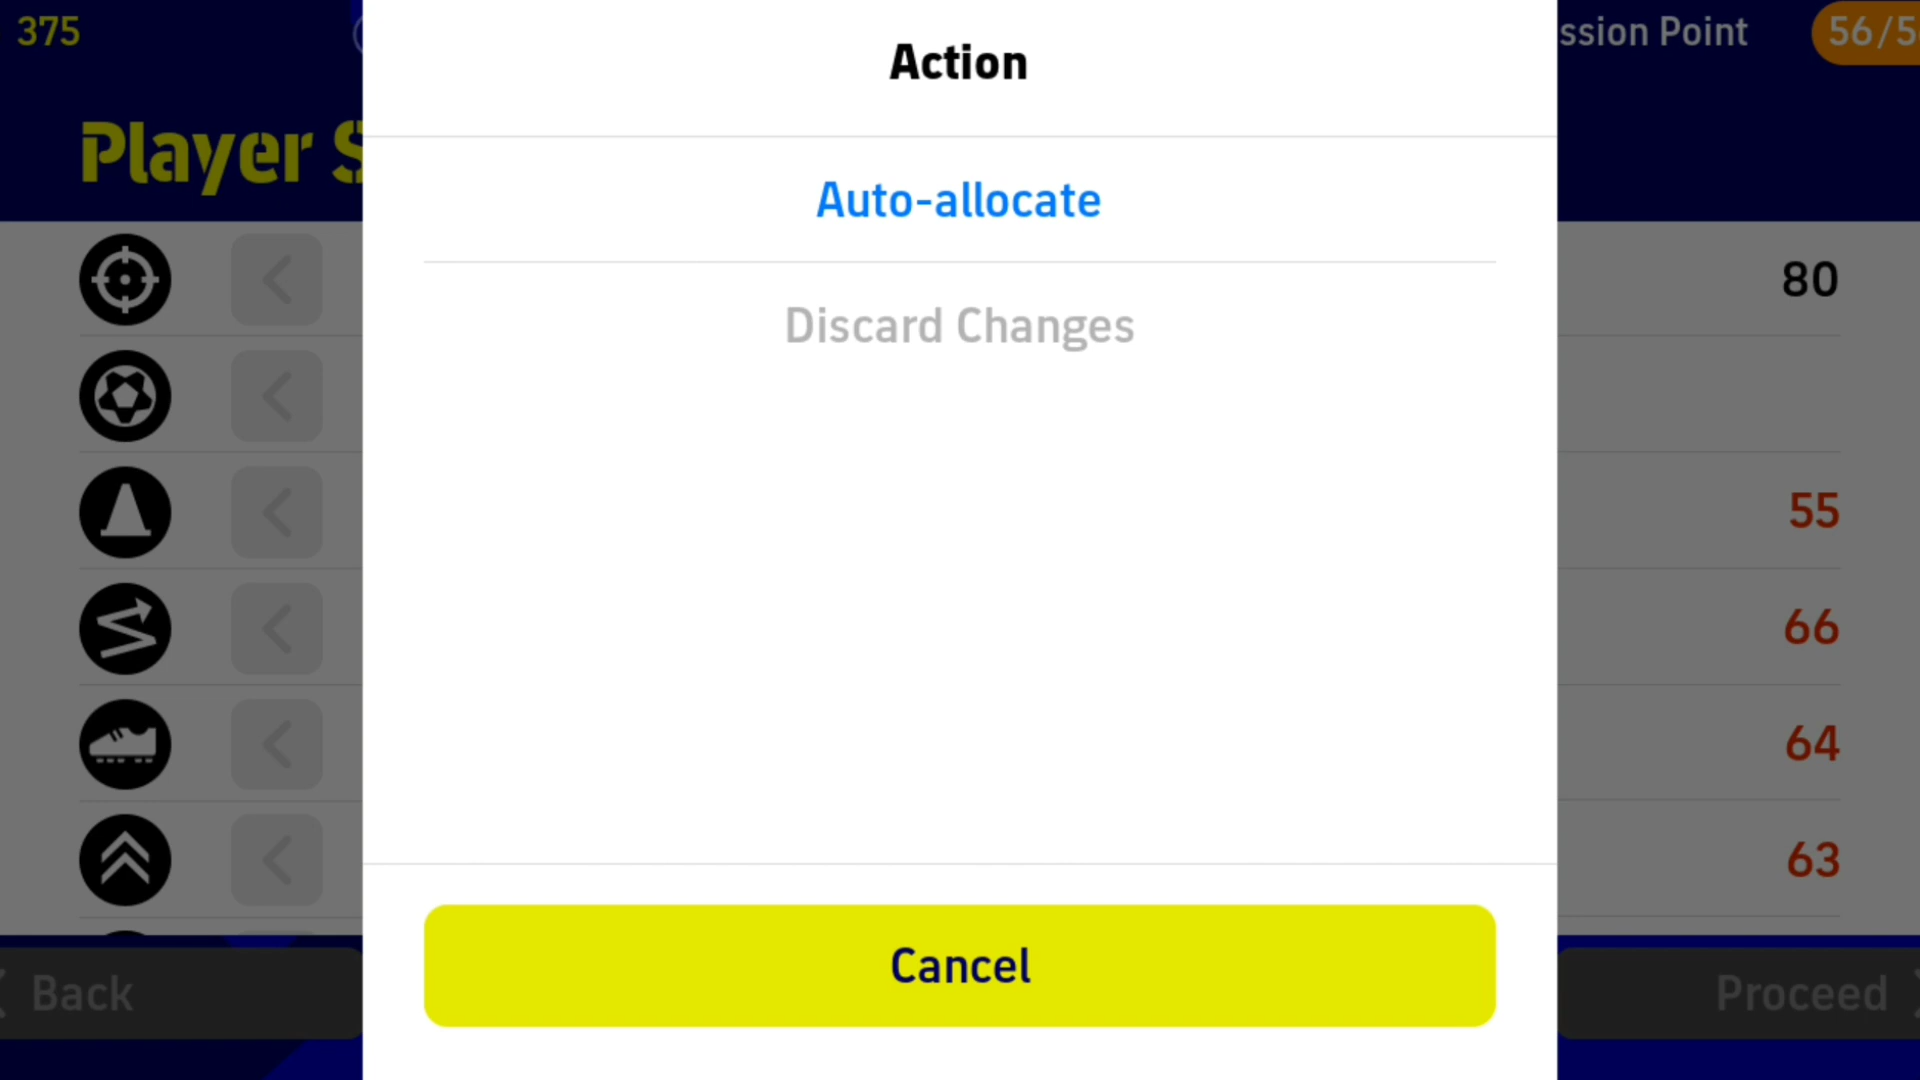 375
ssion Point
56/5
Action
Player S
Auto-allocate
80
Discard Changes
55
66
64
63
Cancel
Back
Proceed